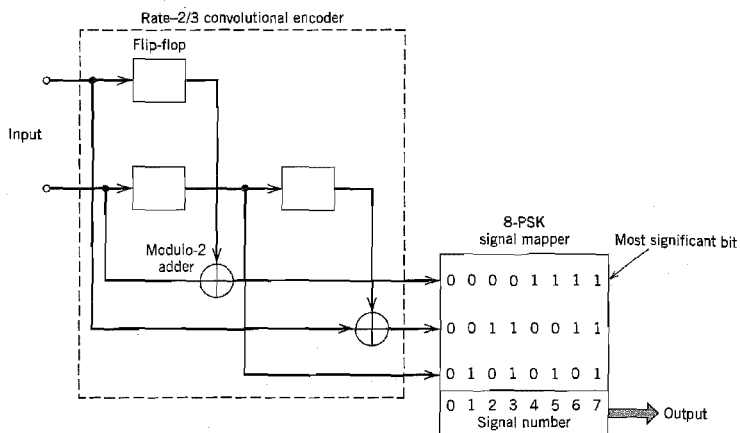 Rate–2/3 convolutional encoder
Flip-flop
Input
Modulo-2
adder
8-PSK
signal mapper
Most significant bit
0 0 0 0 1 1 1 1
0 0 1 1 0 0 1 1
0 1 0 1 0 1 0 1
0 1 2 3 4 5 6 7
Signal number
Output